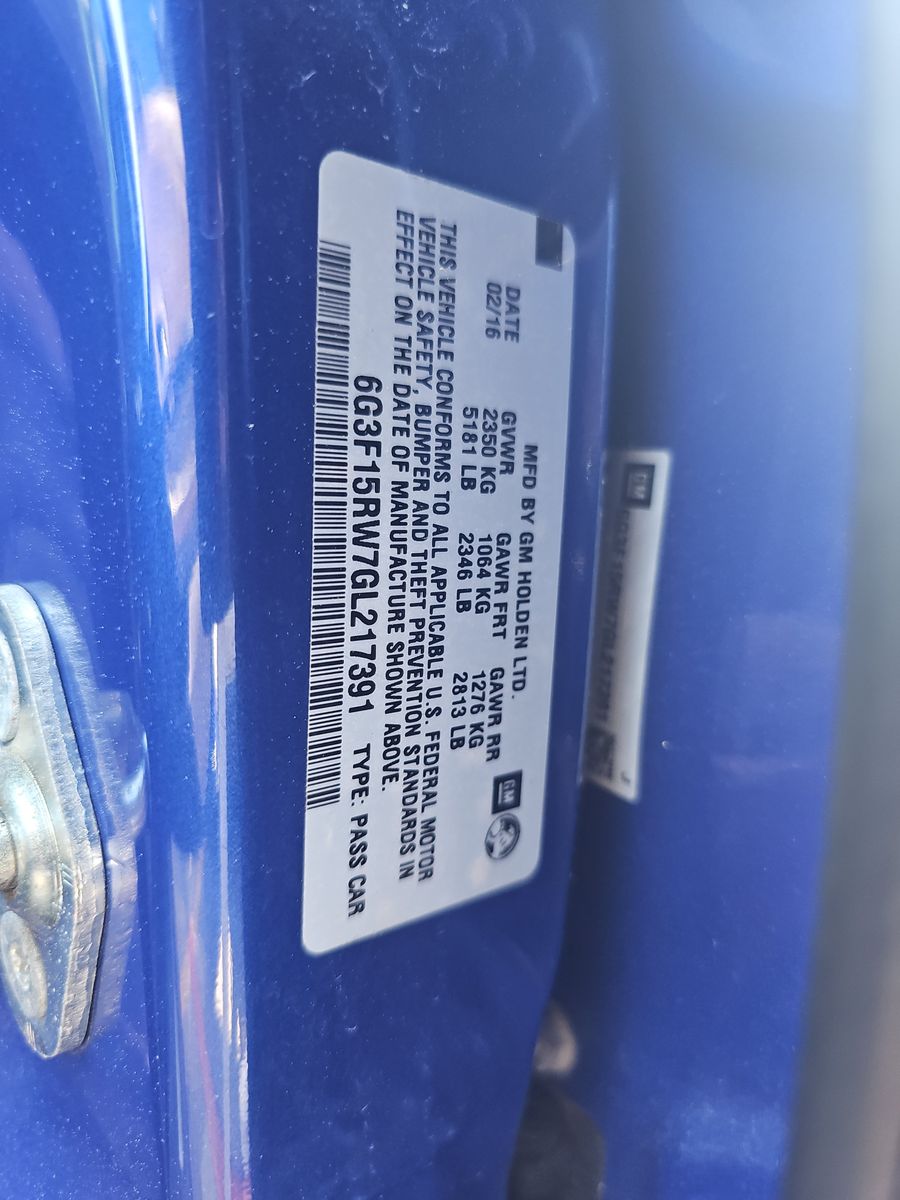 MFD BY GM HOLDEN LTD.
DATE GVWR GAWR FRT GAWR RR
02/16 2350 KG 1064 KG 1276 KG
5181 LB 2346 LB 2813 LB
GM
THIS VEHICLE CONFORMS TO ALL APPLICABLE U.S. FEDERAL MOTOR
VEHICLE SAFETY, BUMPER AND THEFT PREVENTION STANDARDS IN
EFFECT ON THE DATE OF MANUFACTURE SHOWN ABOVE.
6G3F15RW7GL217391 TYPE: PASS CAR
GM